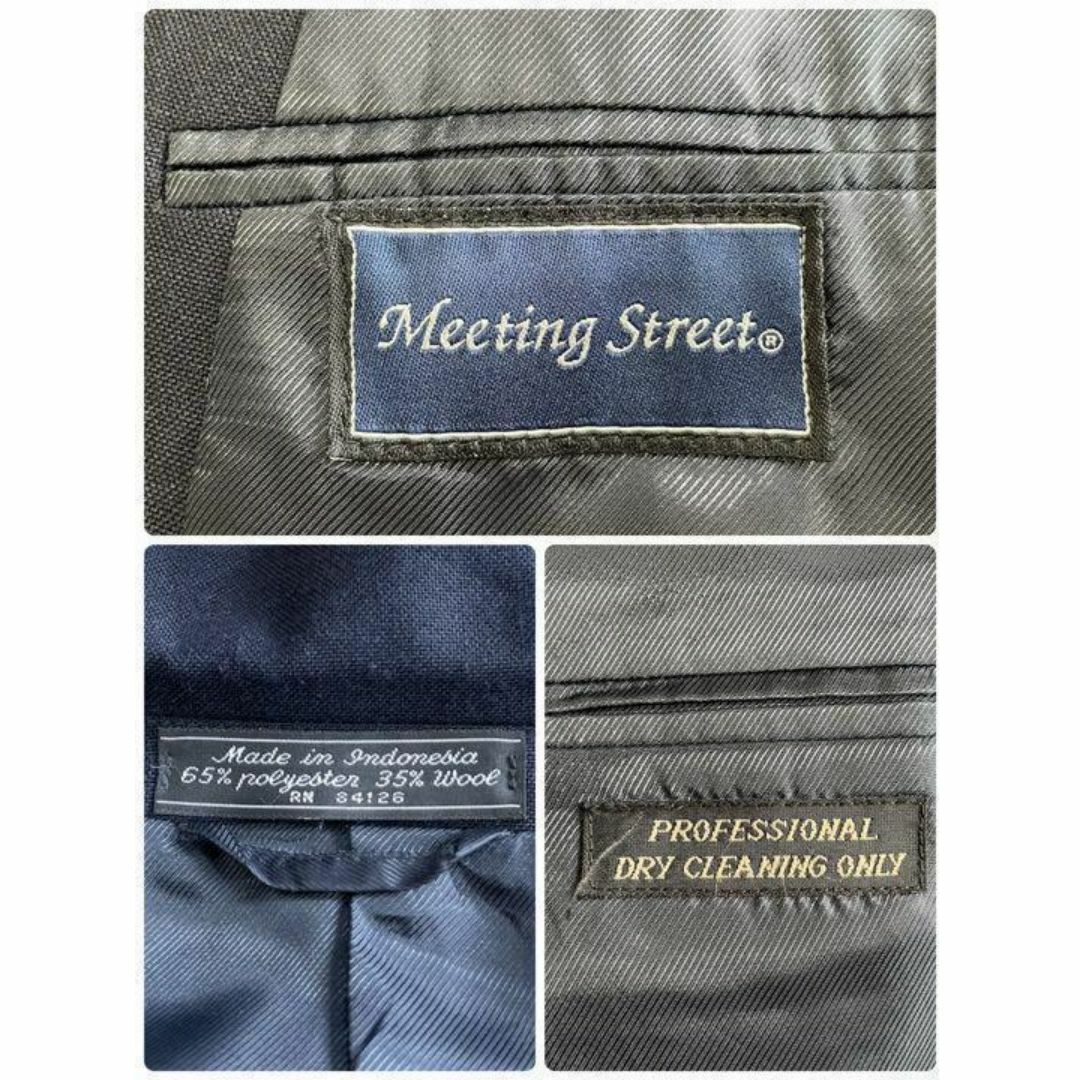 Meeting Street®
Made in Indonesia
65% polyester 35% Wool
RN 84126
PROFESSIONAL
DRY CLEANING ONLY